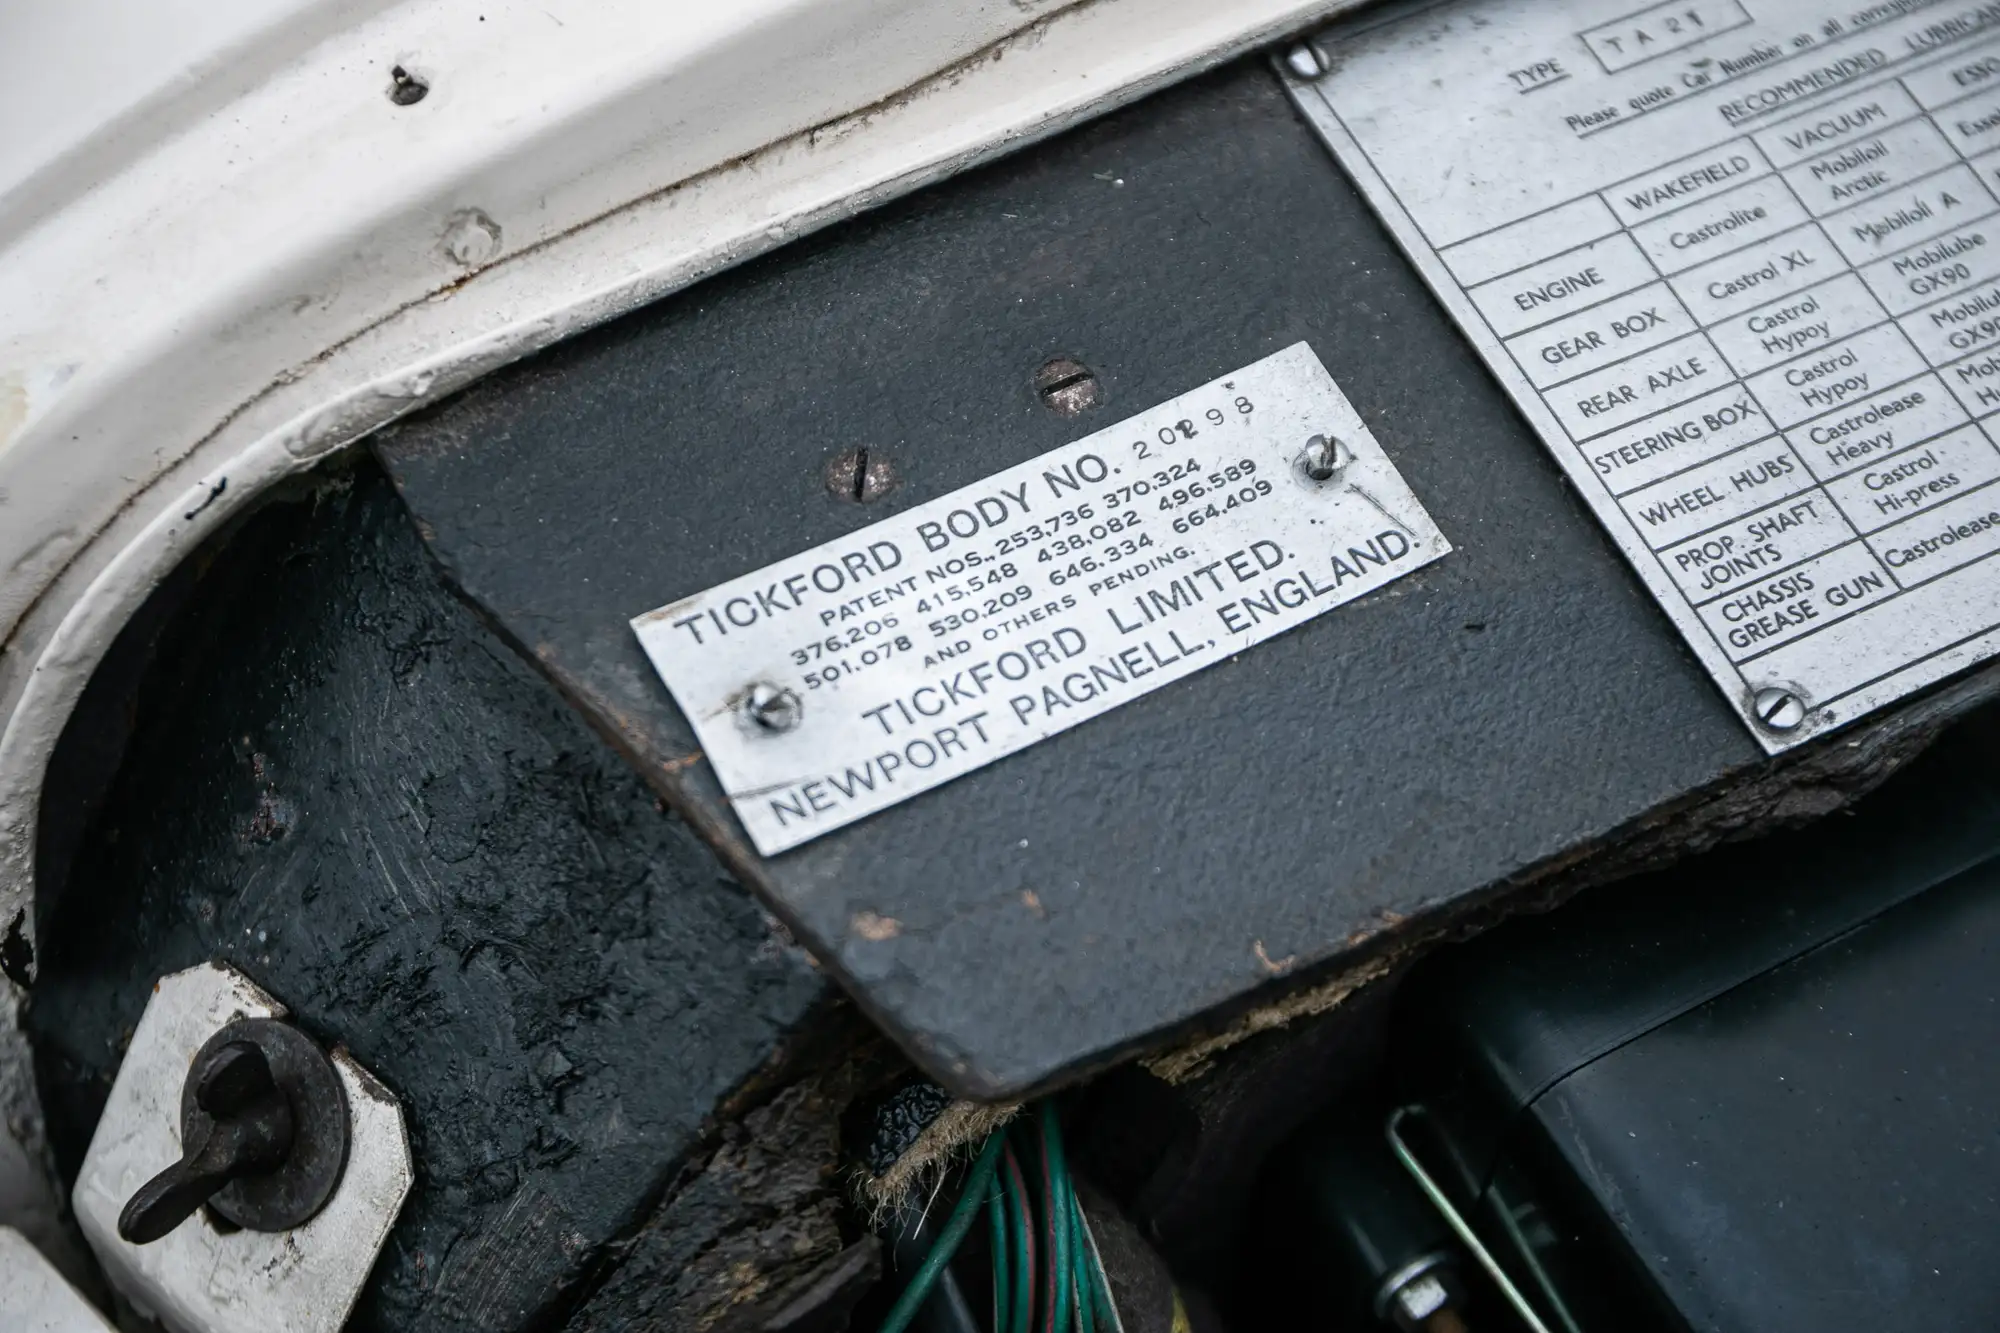 TICKFORD BODY NO. 20298
PATENT NOS., 253,736 370,324
376,206 415,548 438,082 496,589
501,078 530,209 646,334 664,409
AND OTHERS PENDING.
TICKFORD LIMITED.
NEWPORT PAGNELL, ENGLAND.
TYPE TA 21
Please quote Car Number on all
RECOMMENDED
WAKEFIELD VACUUM ESSO
ENGINE Castrolite Mobiloil Arctic
GEAR BOX Castrol XL Mobiloil A
REAR AXLE Castrol Hypoy Mobilube GX90
STEERING BOX Castrol Hypoy
WHEEL HUBS Castrolease Heavy
PROP. SHAFT JOINTS Castrol Hi-press
CHASSIS GREASE GUN Castrolease